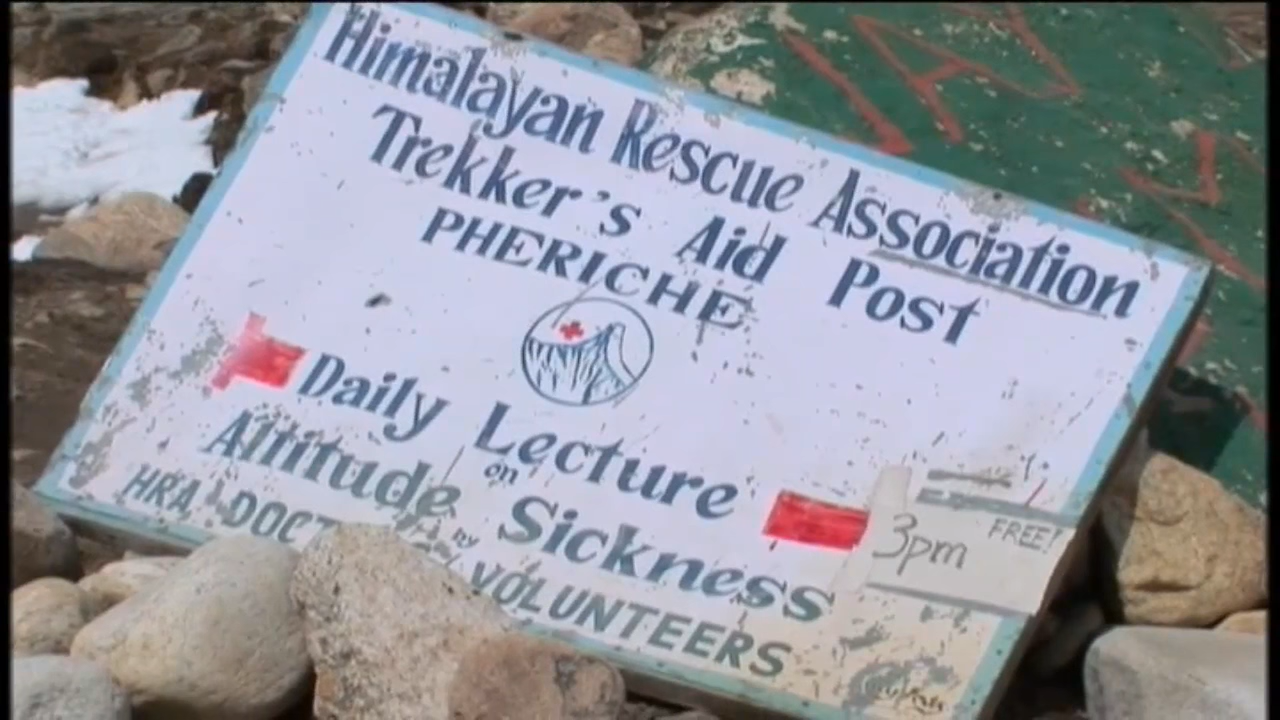 Himalayan Rescue Association
Trekker's Aid Post
PHERICHE
Daily Lecture
on
Altitude Sickness
by
HRA VOLUNTEERS
3pm
FREE!